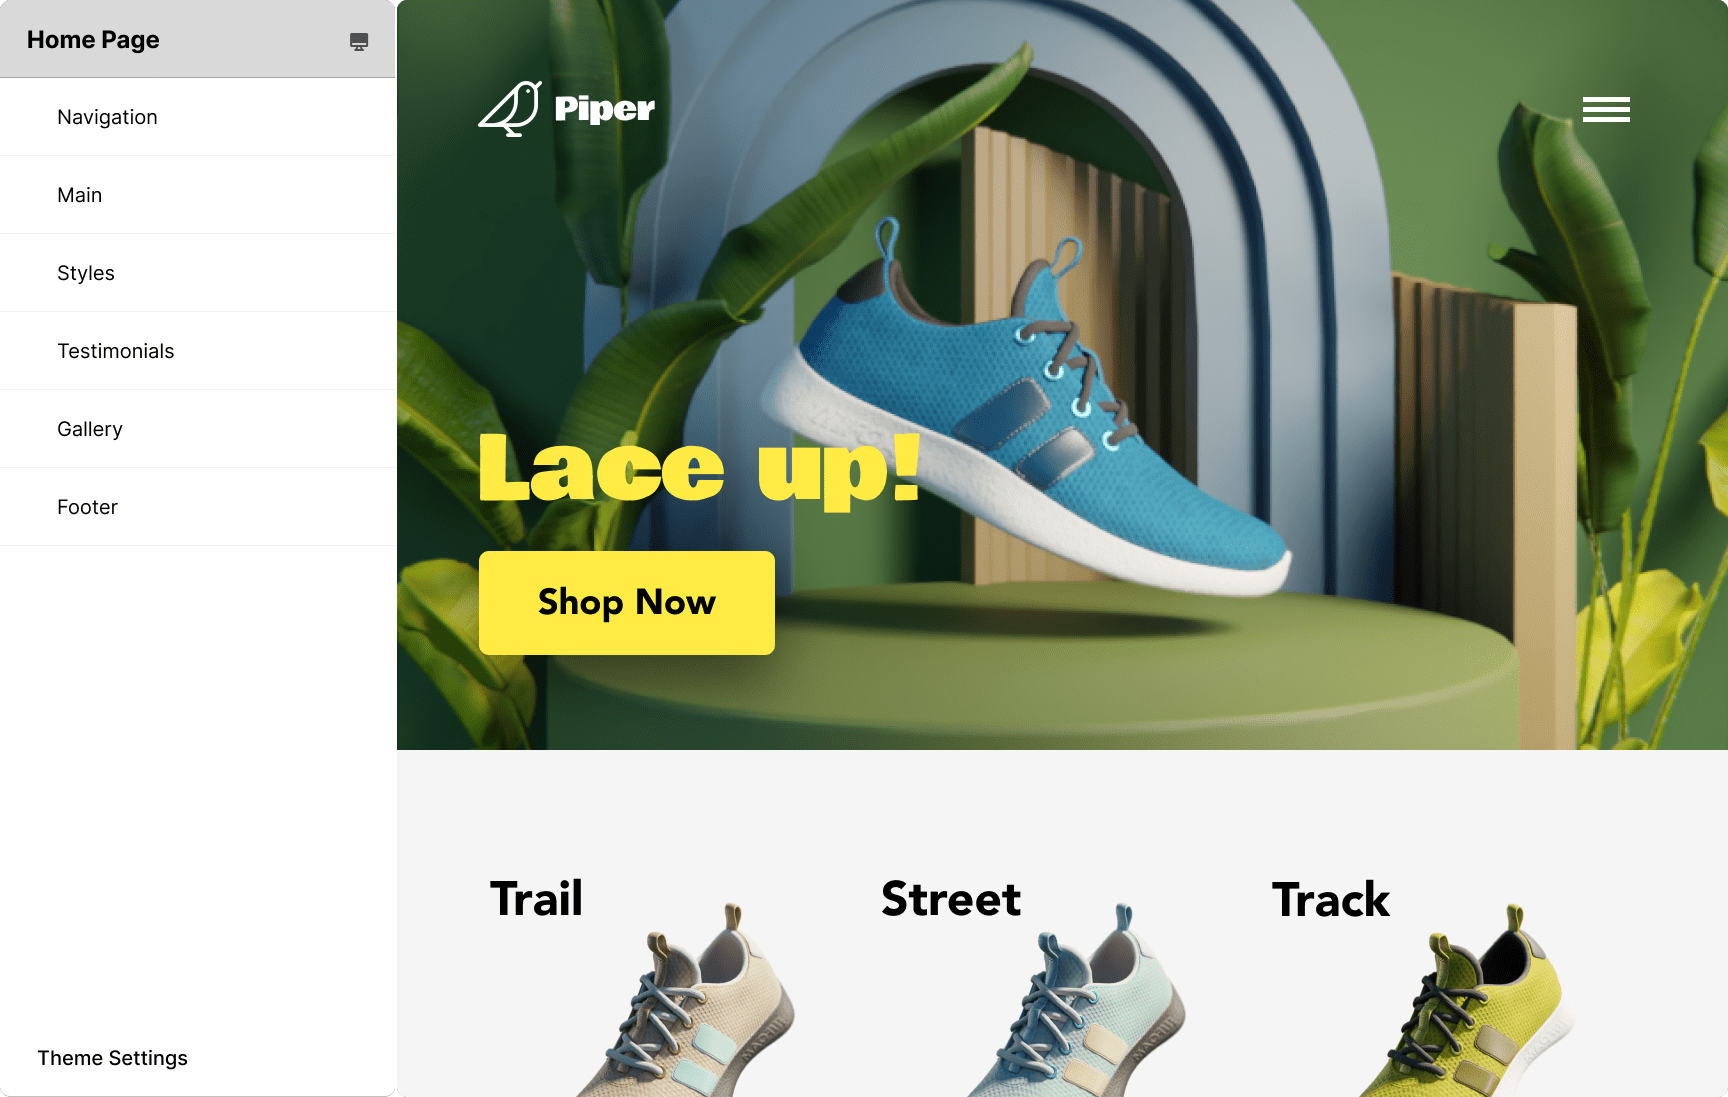 Home Page
Navigation
Main
Styles
Testimonials
Gallery
Footer
Theme Settings
Piper
Lace up!
Shop Now
Trail
Street
Track